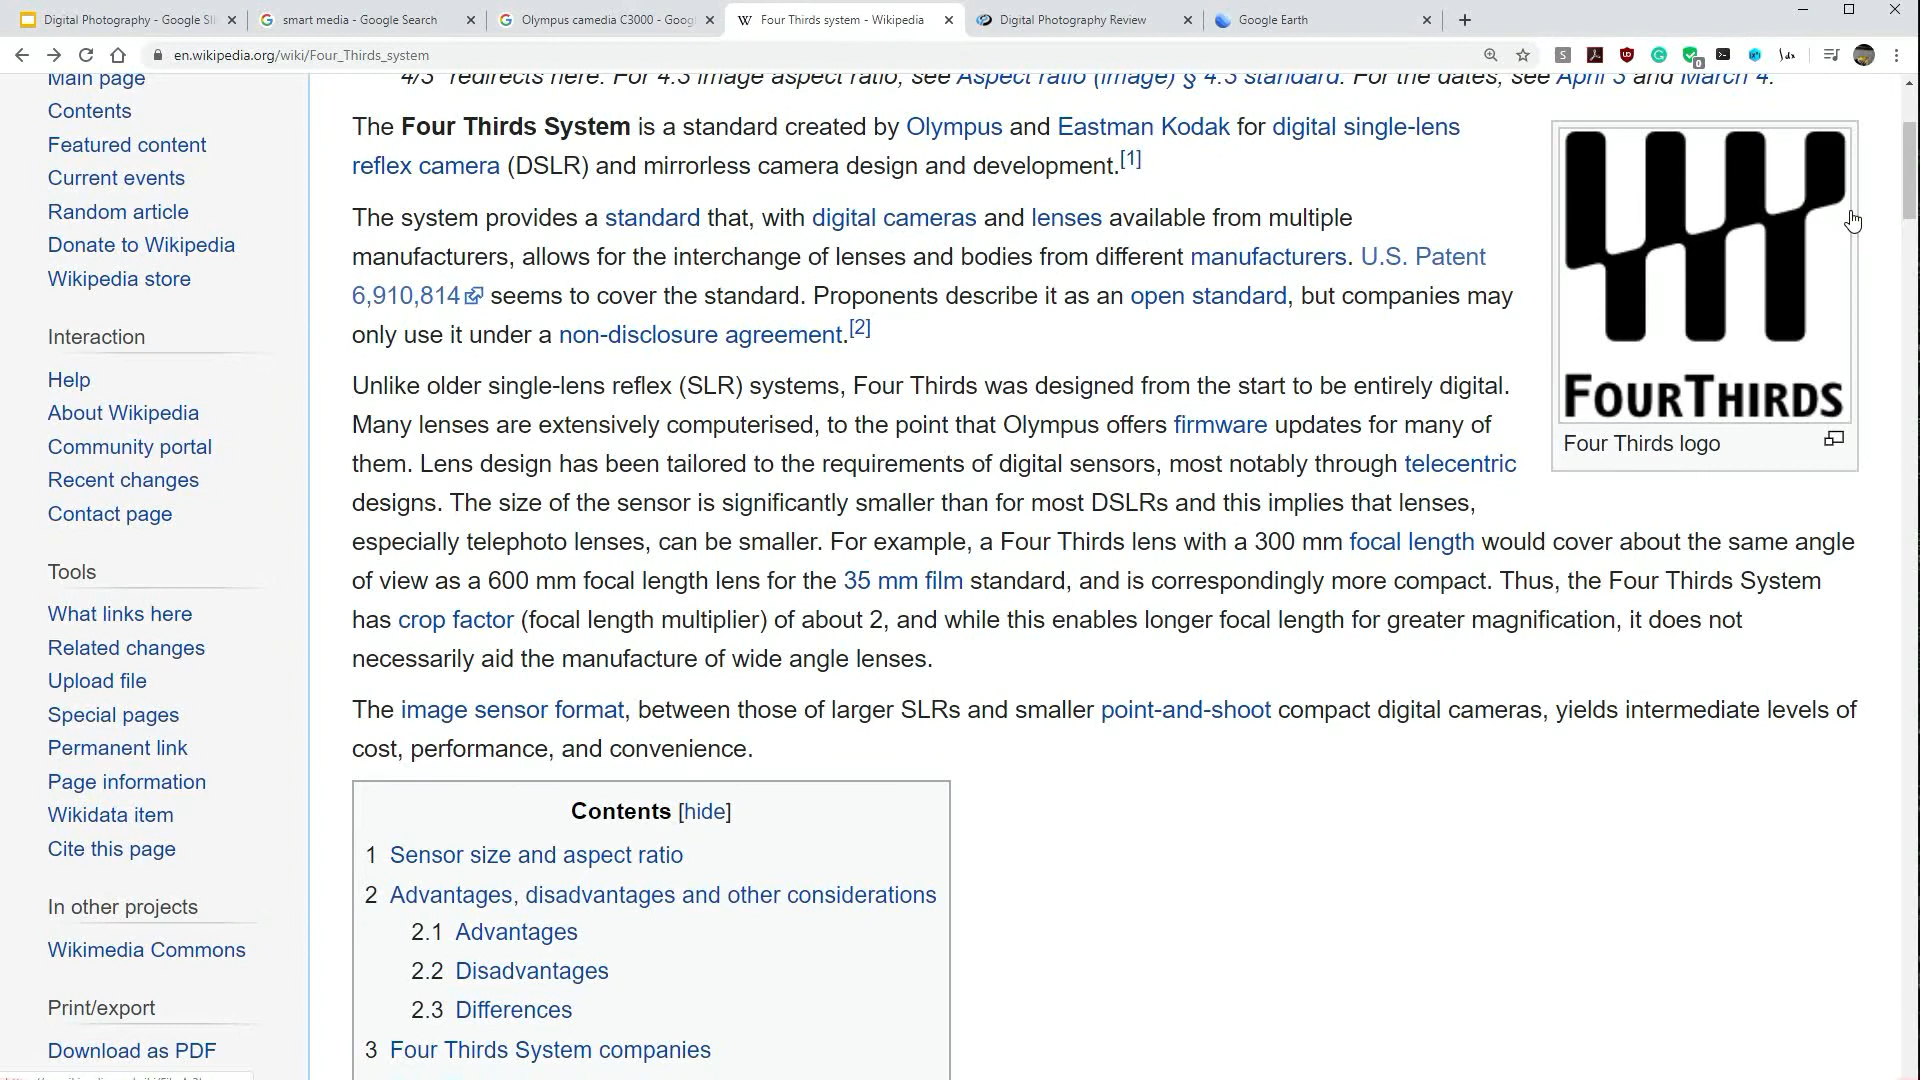 Digital Photography - Google Sli
smart media - Google Search
Olympus camedia C3000 - Goog
Four Thirds system - Wikipedia
Digital Photography Review
Google Earth
en.wikipedia.org/wiki/Four_Thirds_system
Main page
Contents
Featured content
Current events
Random article
Donate to Wikipedia
Wikipedia store
Interaction
Help
About Wikipedia
Community portal
Recent changes
Contact page
Tools
What links here
Related changes
Upload file
Special pages
Permanent link
Page information
Wikidata item
Cite this page
In other projects
Wikimedia Commons
Print/export
Download as PDF
"4/3" redirects here. For 4:3 image aspect ratio, see Aspect ratio (image) § 4:3 standard. For the dates, see April 3 and March 4.
The Four Thirds System is a standard created by Olympus and Eastman Kodak for digital single-lens
reflex camera (DSLR) and mirrorless camera design and development.[1]
The system provides a standard that, with digital cameras and lenses available from multiple
manufacturers, allows for the interchange of lenses and bodies from different manufacturers. U.S. Patent
6,910,814 seems to cover the standard. Proponents describe it as an open standard, but companies may
only use it under a non-disclosure agreement.[2]
Unlike older single-lens reflex (SLR) systems, Four Thirds was designed from the start to be entirely digital.
Many lenses are extensively computerised, to the point that Olympus offers firmware updates for many of
them. Lens design has been tailored to the requirements of digital sensors, most notably through telecentric
designs. The size of the sensor is significantly smaller than for most DSLRs and this implies that lenses,
especially telephoto lenses, can be smaller. For example, a Four Thirds lens with a 300 mm focal length would cover about the same angle
of view as a 600 mm focal length lens for the 35 mm film standard, and is correspondingly more compact. Thus, the Four Thirds System
has crop factor (focal length multiplier) of about 2, and while this enables longer focal length for greater magnification, it does not
necessarily aid the manufacture of wide angle lenses.
The image sensor format, between those of larger SLRs and smaller point-and-shoot compact digital cameras, yields intermediate levels of
cost, performance, and convenience.
FOURTHIRDS
Four Thirds logo
Contents [hide]
1 Sensor size and aspect ratio
2 Advantages, disadvantages and other considerations
2.1 Advantages
2.2 Disadvantages
2.3 Differences
3 Four Thirds System companies